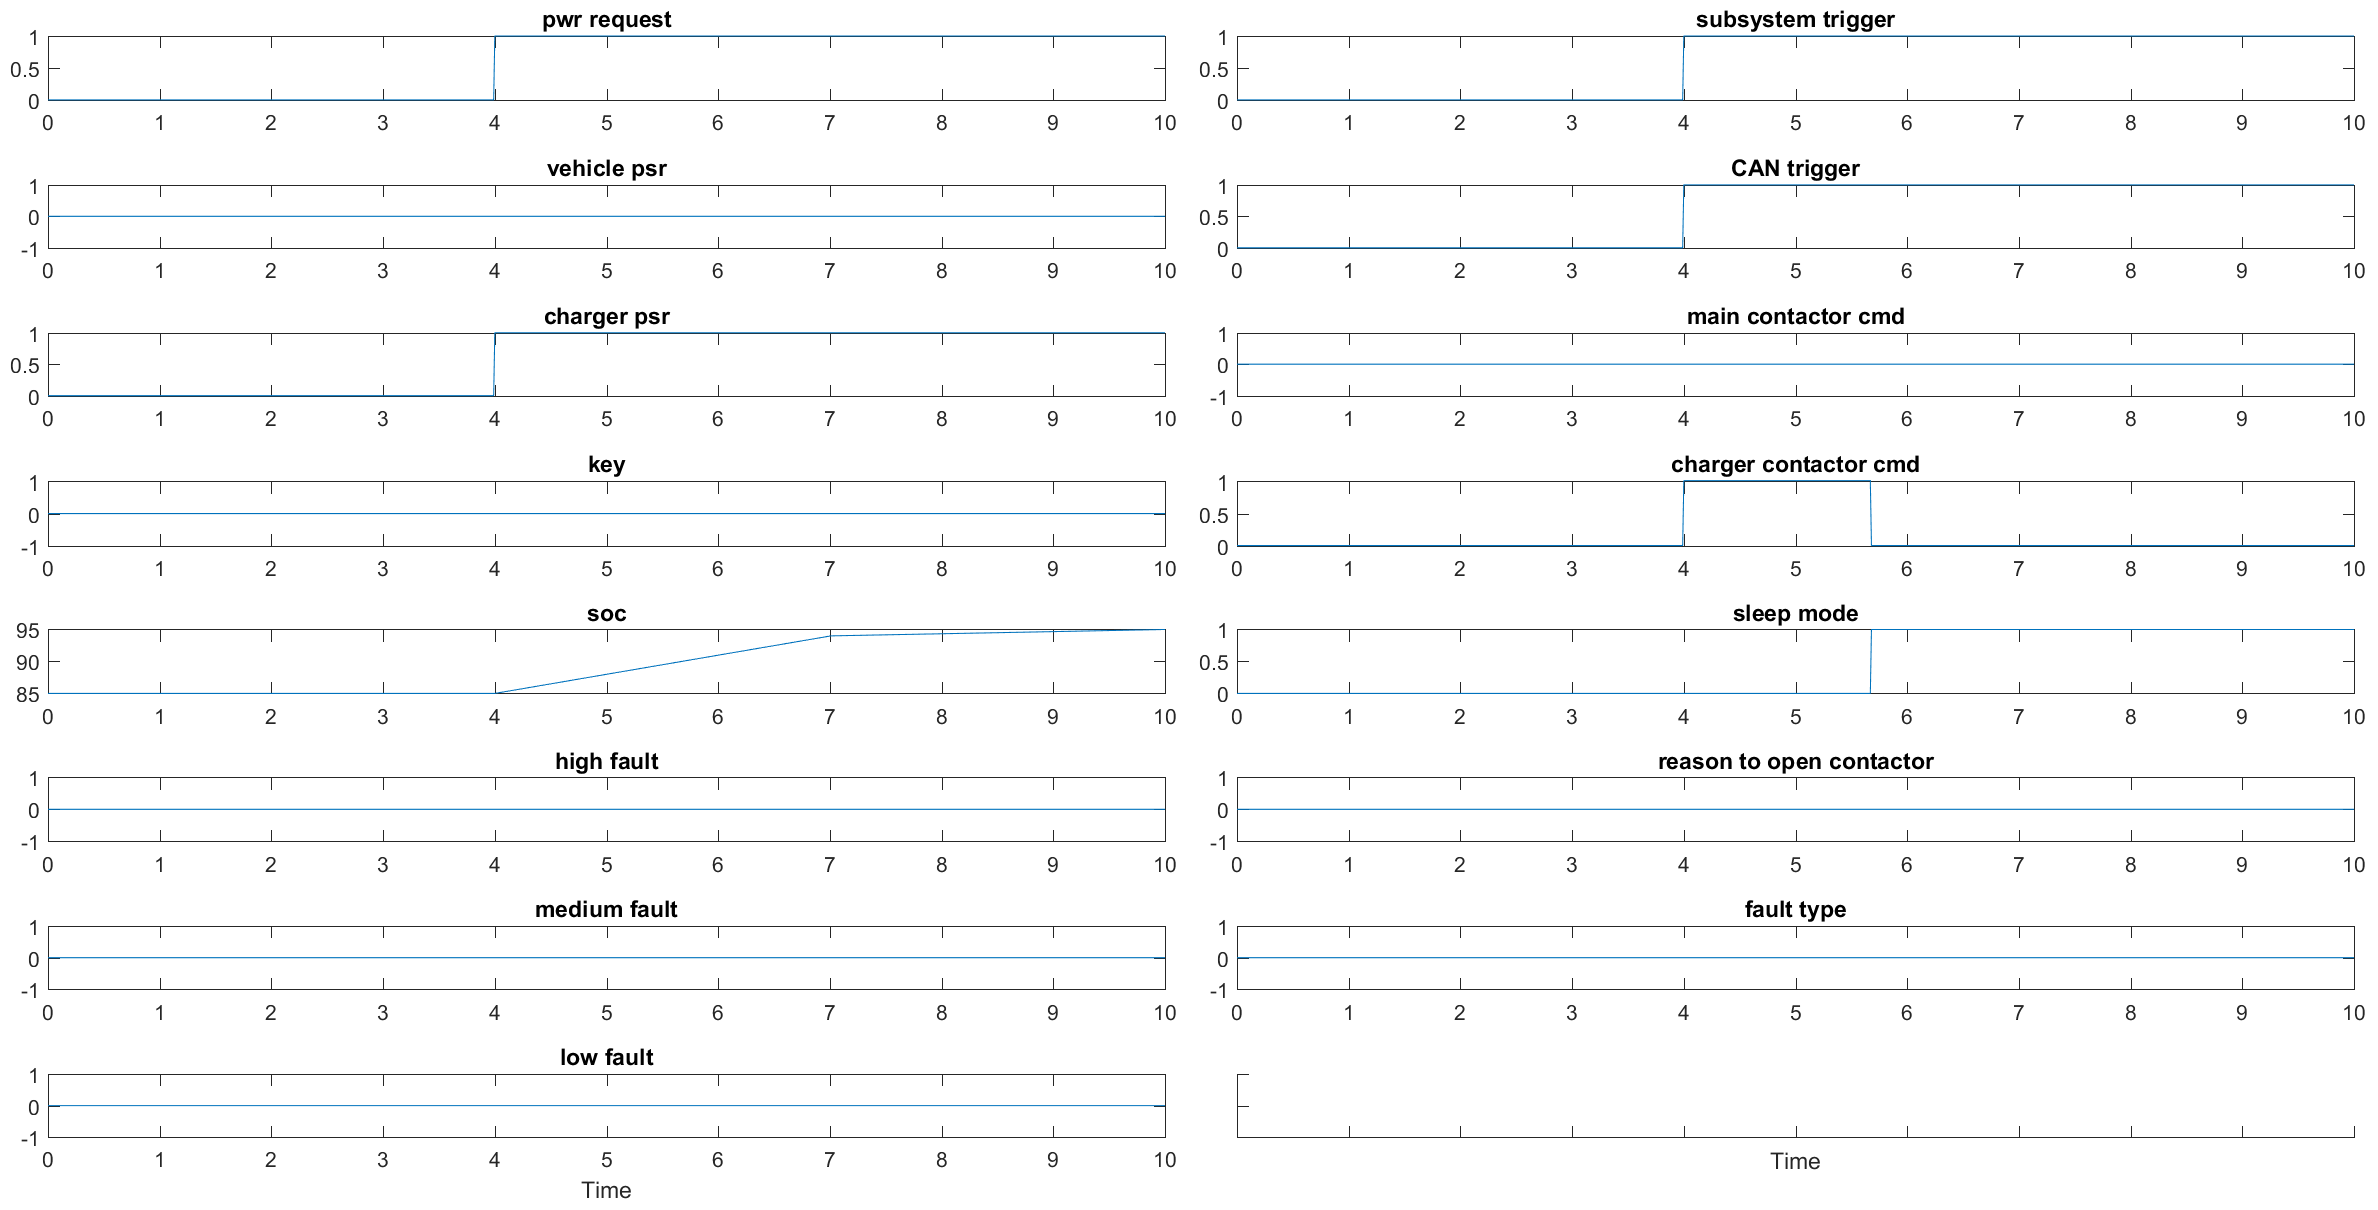 pwr request
1
0.5
0
0 1 2 3 4 5 6 7 8 9 10
vehicle psr
1
0
-1
0 1 2 3 4 5 6 7 8 9 10
charger psr
1
0.5
0
0 1 2 3 4 5 6 7 8 9 10
key
1
0
-1
0 1 2 3 4 5 6 7 8 9 10
soc
95
90
85
0 1 2 3 4 5 6 7 8 9 10
high fault
1
0
-1
0 1 2 3 4 5 6 7 8 9 10
medium fault
1
0
-1
0 1 2 3 4 5 6 7 8 9 10
low fault
1
0
-1
0 1 2 3 4 5 6 7 8 9 10
Time
subsystem trigger
1
0.5
0
0 1 2 3 4 5 6 7 8 9 10
CAN trigger
1
0.5
0
0 1 2 3 4 5 6 7 8 9 10
main contactor cmd
1
0
-1
0 1 2 3 4 5 6 7 8 9 10
charger contactor cmd
1
0.5
0
0 1 2 3 4 5 6 7 8 9 10
sleep mode
1
0.5
0
0 1 2 3 4 5 6 7 8 9 10
reason to open contactor
1
0
-1
0 1 2 3 4 5 6 7 8 9 10
fault type
1
0
-1
0 1 2 3 4 5 6 7 8 9 10
Time